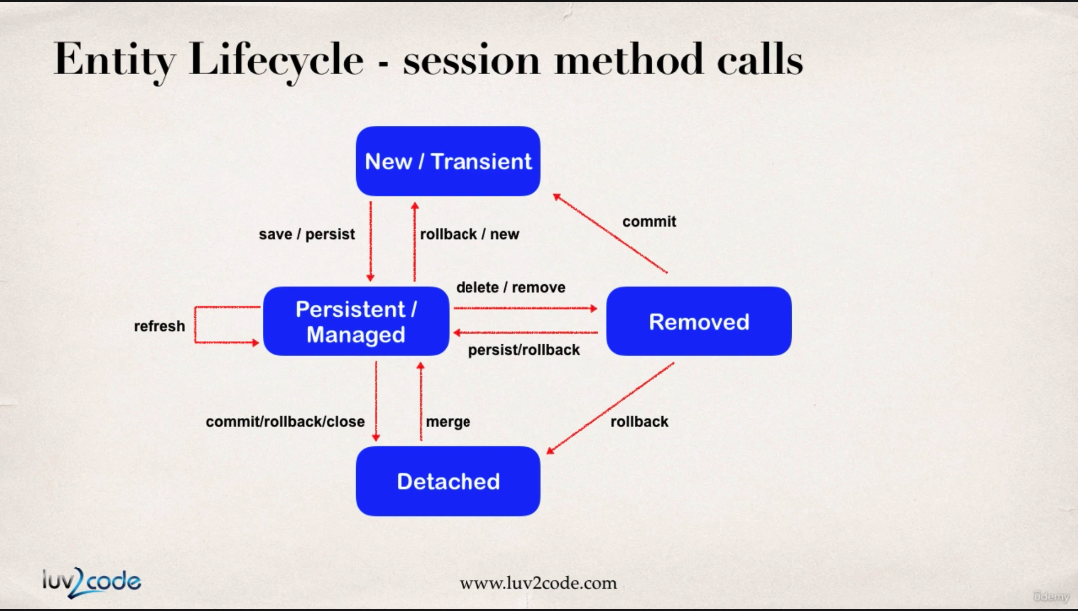 Entity Lifecycle - session method calls
New / Transient
save / persist
rollback / new
commit
delete / remove
Persistent /
Managed
Removed
refresh
persist/rollback
commit/rollback/close
merge
rollback
Detached
luv2code
www.luv2code.com
ûdemy